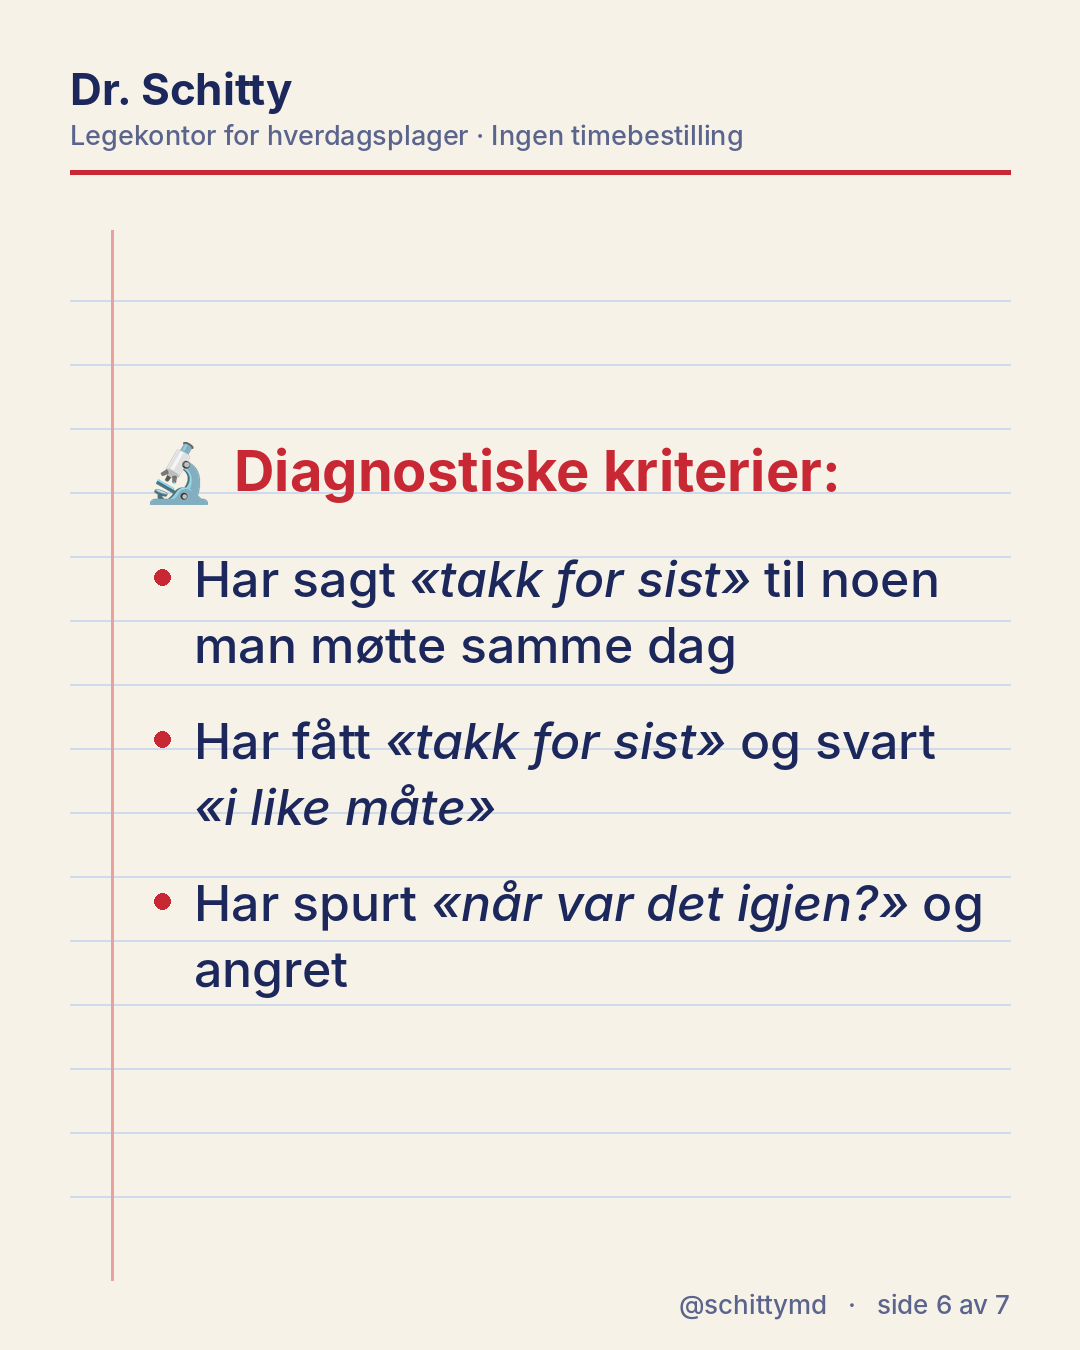 Dr. Schitty
Legekontor for hverdagsplager · Ingen timebestilling
🔬 Diagnostiske kriterier:
• Har sagt «takk for sist» til noen
man møtte samme dag
• Har fått «takk for sist» og svart
«i like måte»
• Har spurt «når var det igjen?» og
angret
@schittymd · side 6 av 7